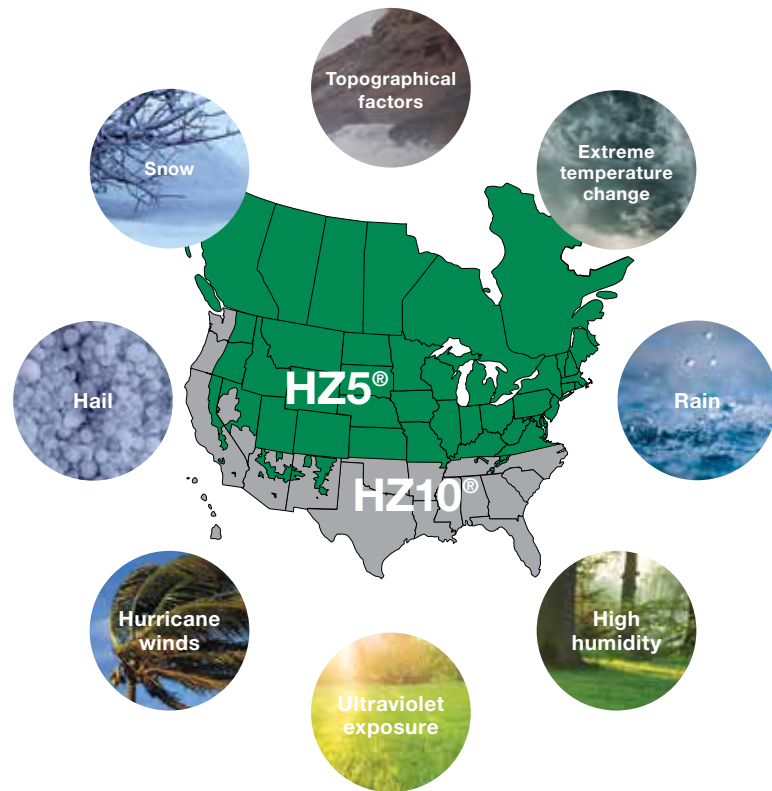 Topographical
factors
Snow
Extreme
temperature
change
HZ5®
Hail
Rain
HZ10®
Hurricane
winds
High
humidity
Ultraviolet
exposure